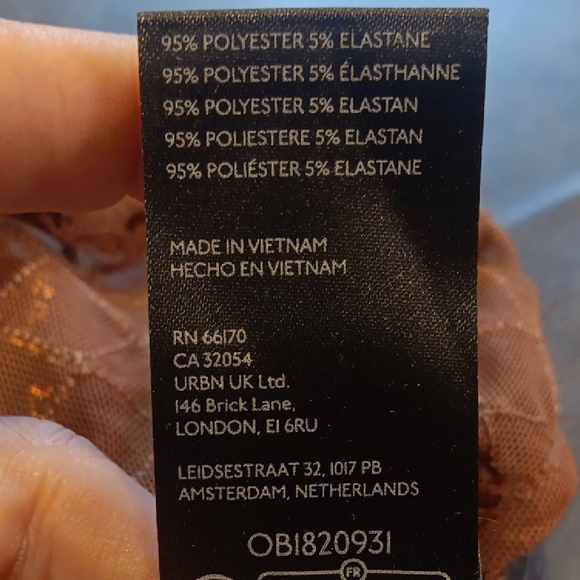 95% POLYESTER 5% ELASTANE
95% POLYESTER 5% ÉLASTHANNE
95% POLYESTER 5% ELASTAN
95% POLIESTERE 5% ELASTAN
95% POLIÉSTER 5% ELASTANE
MADE IN VIETNAM
HECHO EN VIETNAM
RN 66170
CA 32054
URBN UK Ltd.
146 Brick Lane,
LONDON, E1 6RU
LEIDSESTRAAT 32, 1017 PB
AMSTERDAM, NETHERLANDS
OB1820931
FR